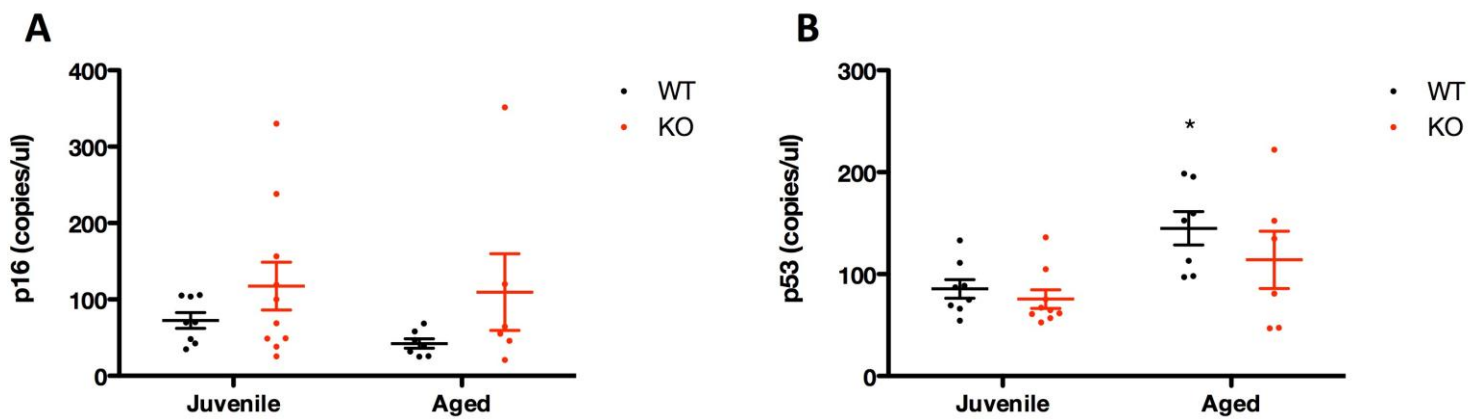 A
p16 (copies/ul)
400
300
200
100
0
Juvenile
Aged
WT
KO
B
p53 (copies/ul)
300
200
100
0
*
Juvenile
Aged
WT
KO